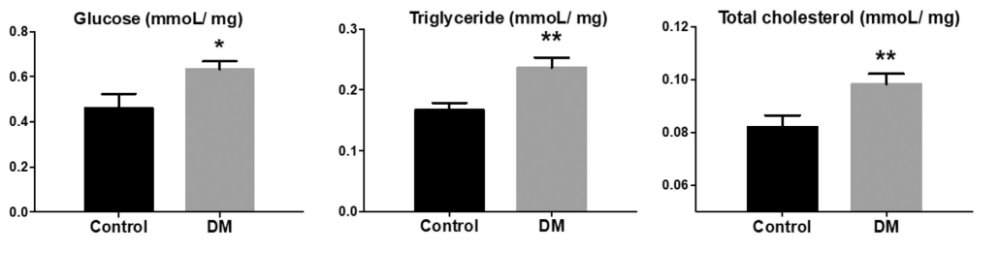 Glucose (mmoL/ mg)
0.8
0.6
0.4
0.2
0.0
*
Control
DM
Triglyceride (mmoL/ mg)
0.3
0.2
0.1
0.0
**
Control
DM
Total cholesterol (mmoL/ mg)
0.12
0.10
0.08
0.06
**
Control
DM